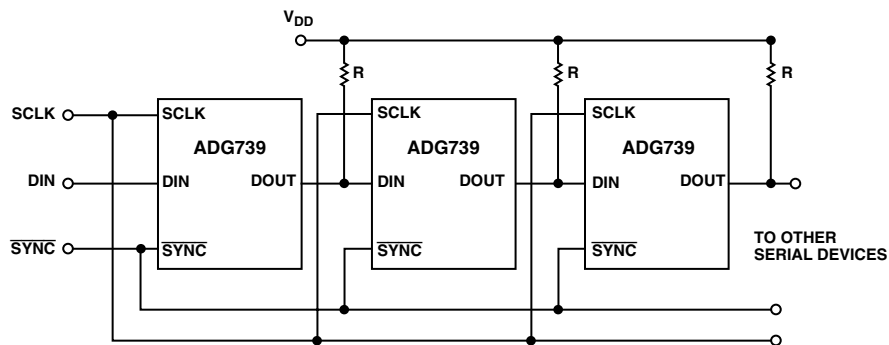 V_DD
R R R
SCLK SCLK SCLK SCLK
ADG739 ADG739 ADG739
DIN DIN DOUT DIN DOUT DIN DOUT
SYNC SYNC SYNC SYNC
TO OTHER
SERIAL DEVICES